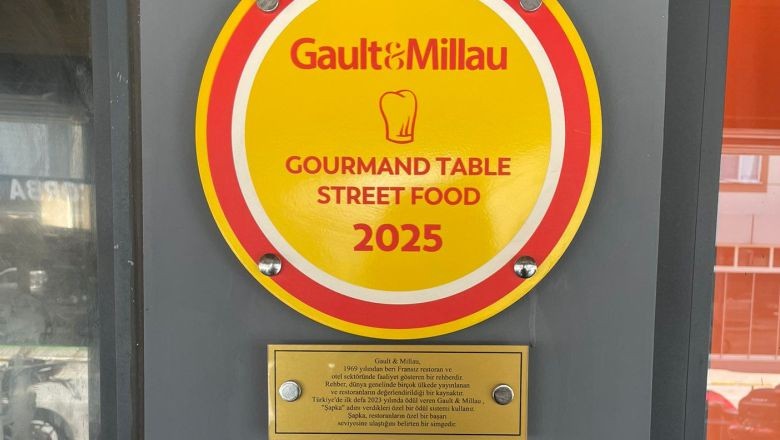 Gault&Millau
GOURMAND TABLE
STREET FOOD
2025
Gault & Millau,
1969 yılından beri Fransız restoran ve
otel sektöründe faaliyet gösteren bir rehberdir.
Rehber, dünya genelinde birçok ülkede yayınlanan
ve restoranların değerlendirildiği bir kaynaktır.
Türkiye'de ilk defa 2023 yılında ödül veren Gault & Millau ,
"Şapka" adını verdikleri özel bir ödül sistemi kullanır.
Şapka, restoranların özel bir başarı
seviyesine ulaştığını belirten bir simgedir.